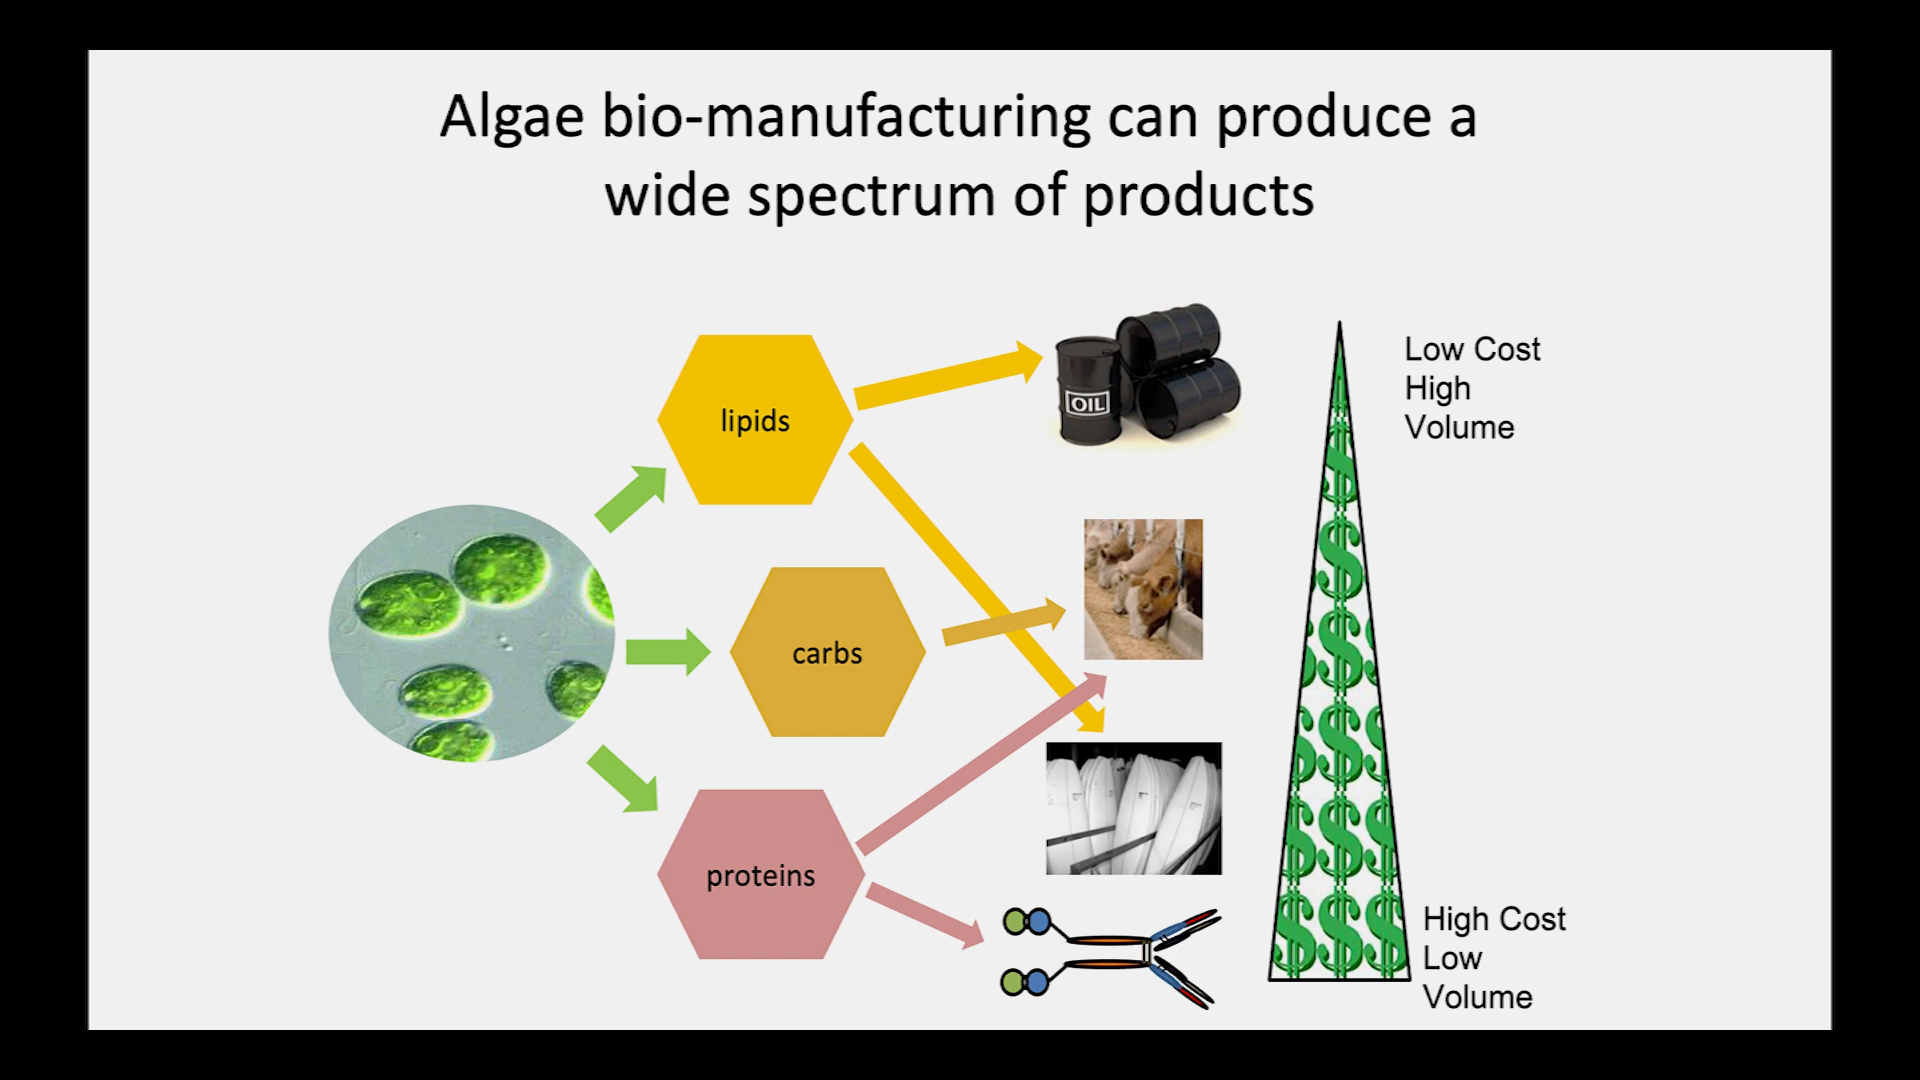 Algae bio-manufacturing can produce a
wide spectrum of products
lipids
OIL
Low Cost
High
Volume
carbs
proteins
High Cost
Low
Volume